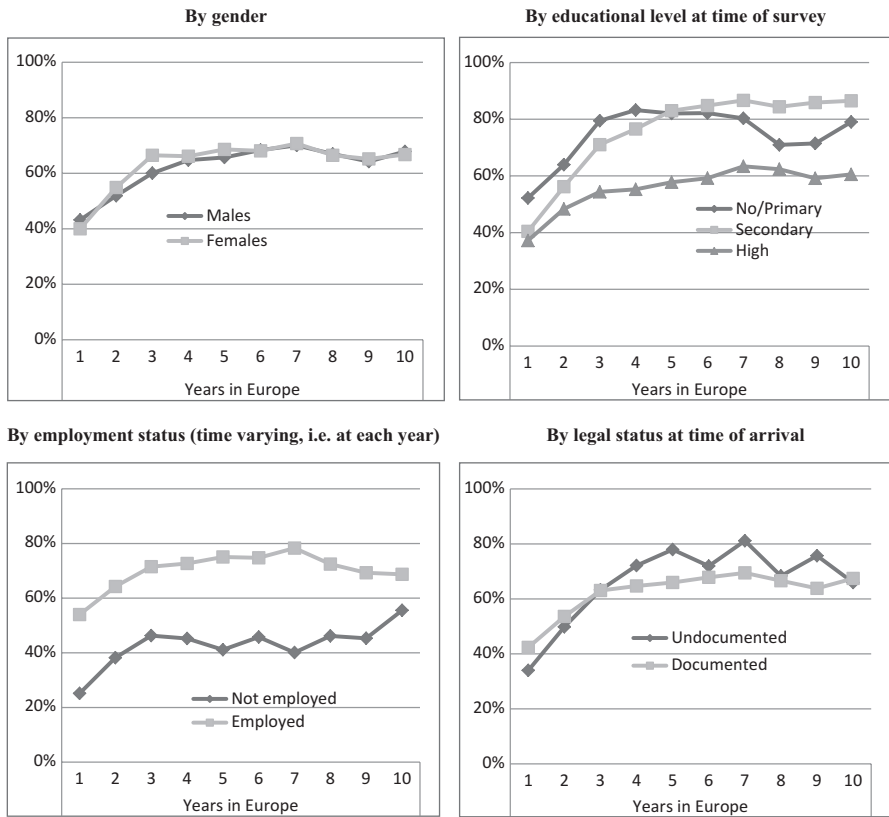 By gender
100%
80%
60%
40%
20%
0%
Males
Females
1 2 3 4 5 6 7 8 9 10
Years in Europe
By educational level at time of survey
100%
80%
60%
40%
20%
0%
No/Primary
Secondary
High
1 2 3 4 5 6 7 8 9 10
Years in Europe
By employment status (time varying, i.e. at each year)
100%
80%
60%
40%
20%
0%
Not employed
Employed
1 2 3 4 5 6 7 8 9 10
Years in Europe
By legal status at time of arrival
100%
80%
60%
40%
20%
0%
Undocumented
Documented
1 2 3 4 5 6 7 8 9 10
Years in Europe